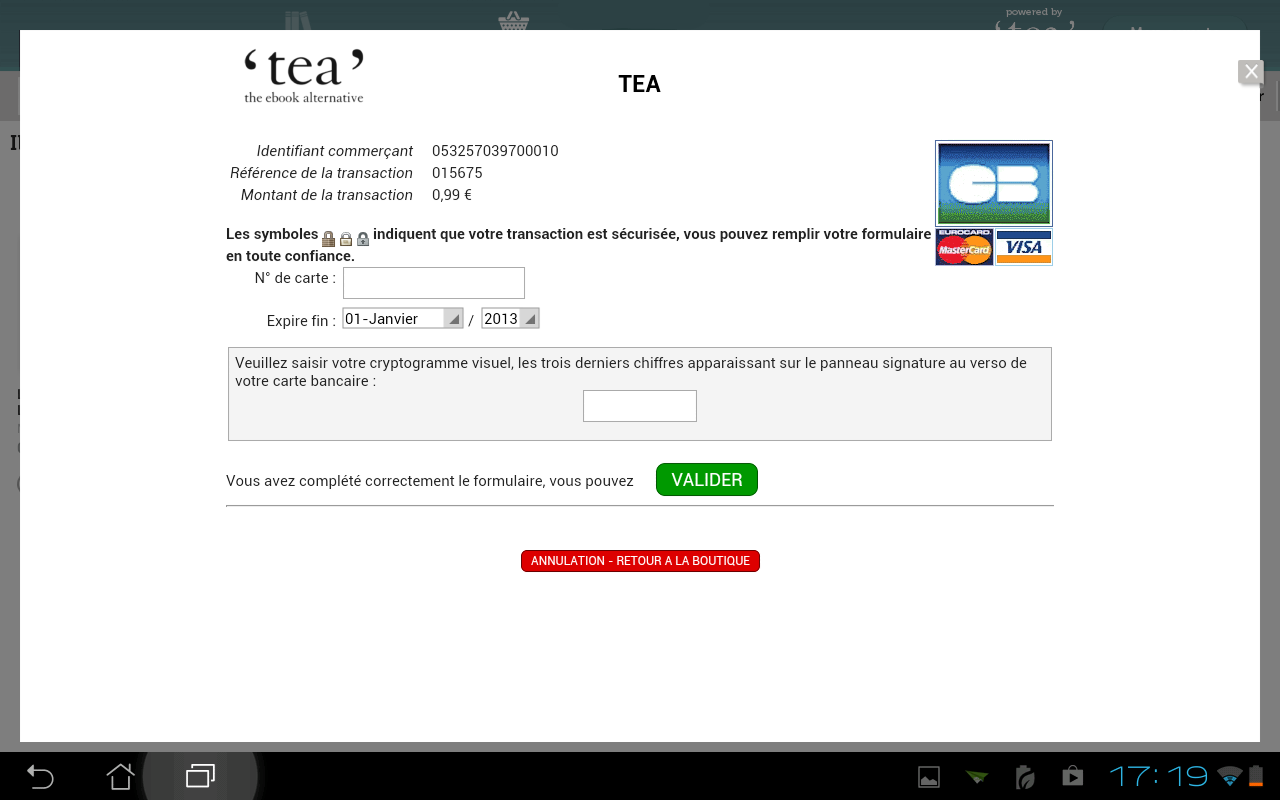 powered by
‘tea’
the ebook alternative
TEA
Identifiant commerçant 053257039700010
Référence de la transaction 015675
Montant de la transaction 0,99 €
CB
Les symboles indiquent que votre transaction est sécurisée, vous pouvez remplir votre formulaire
en toute confiance.
EUROCARD
MasterCard VISA
N° de carte :
Expire fin : 01-Janvier / 2013
Veuillez saisir votre cryptogramme visuel, les trois derniers chiffres apparaissant sur le panneau signature au verso de
votre carte bancaire :
Vous avez complété correctement le formulaire, vous pouvez VALIDER
ANNULATION - RETOUR A LA BOUTIQUE
17:19